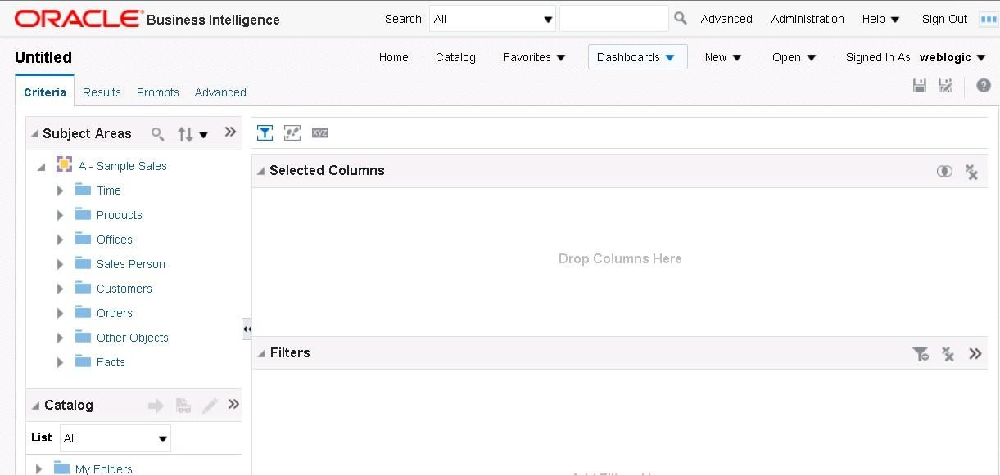 ORACLE Business Intelligence Search All Advanced Administration Help Sign Out
Untitled Home Catalog Favorites Dashboards New Open Signed In As weblogic
Criteria Results Prompts Advanced
Subject Areas
xyz
A - Sample Sales
Selected Columns
Time
Products
Offices
Drop Columns Here
Sales Person
Customers
Orders
Other Objects
Filters
Facts
Catalog
List All
My Folders